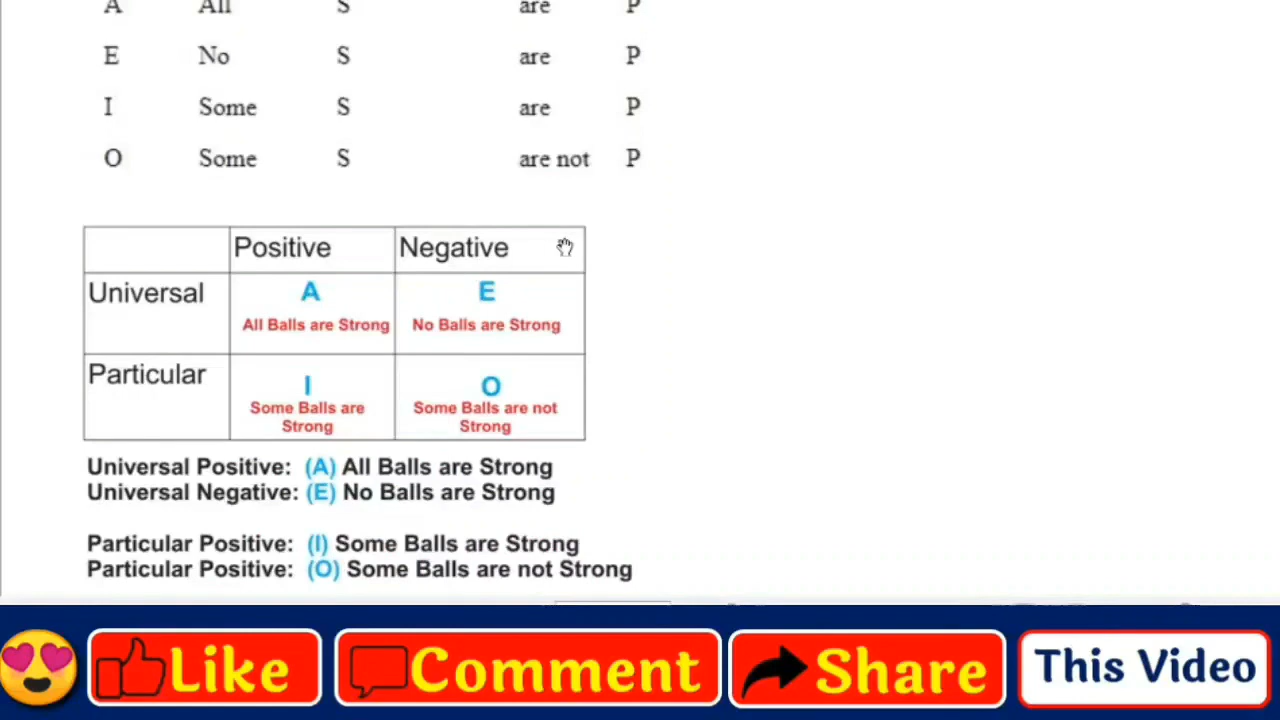 A All S are P
E No S are P
I Some S are P
O Some S are not P
Positive Negative
Universal A E
All Balls are Strong No Balls are Strong
Particular I O
Some Balls are Some Balls are not
Strong Strong
Universal Positive: (A) All Balls are Strong
Universal Negative: (E) No Balls are Strong
Particular Positive: (I) Some Balls are Strong
Particular Positive: (O) Some Balls are not Strong
Like Comment Share This Video